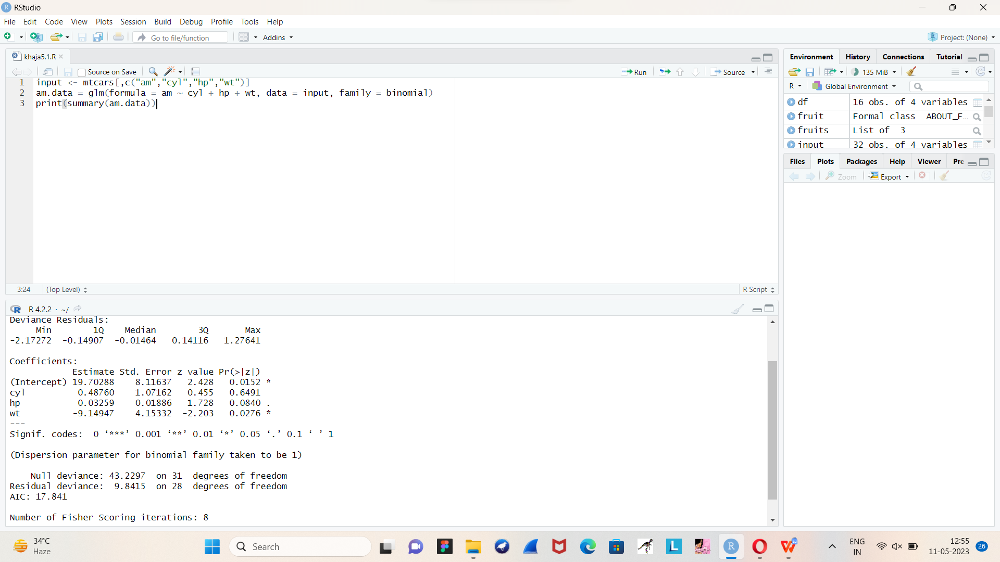 RStudio
File Edit Code View Plots Session Build Debug Profile Tools Help
Go to file/function Addins Project: (None)
khaja5.1.R
Source on Save Run Source
1 input <- mtcars[,c("am","cyl","hp","wt")]
2 am.data = glm(formula = am ~ cyl + hp + wt, data = input, family = binomial)
3 print(summary(am.data))
3:24 (Top Level) R Script
R 4.2.2 · ~/
Deviance Residuals:
Min 1Q Median 3Q Max
-2.17272 -0.14907 -0.01464 0.14116 1.27641
Coefficients:
Estimate Std. Error z value Pr(>|z|)
(Intercept) 19.70288 8.11637 2.428 0.0152 *
cyl 0.48760 1.07162 0.455 0.6491
hp 0.03259 0.01886 1.728 0.0840 .
wt -9.14947 4.15332 -2.203 0.0276 *
---
Signif. codes: 0 ‘***’ 0.001 ‘**’ 0.01 ‘*’ 0.05 ‘.’ 0.1 ‘ ’ 1
(Dispersion parameter for binomial family taken to be 1)
Null deviance: 43.2297 on 31 degrees of freedom
Residual deviance: 9.8415 on 28 degrees of freedom
AIC: 17.841
Number of Fisher Scoring iterations: 8
Environment History Connections Tutorial
135 MiB
R Global Environment
df 16 obs. of 4 variables
fruit Formal class ABOUT_F…
fruits List of 3
input 32 obs. of 4 variables
Files Plots Packages Help Viewer Pre
Zoom Export
34°C
Haze
Search
ENG
IN
12:55
11-05-2023
26